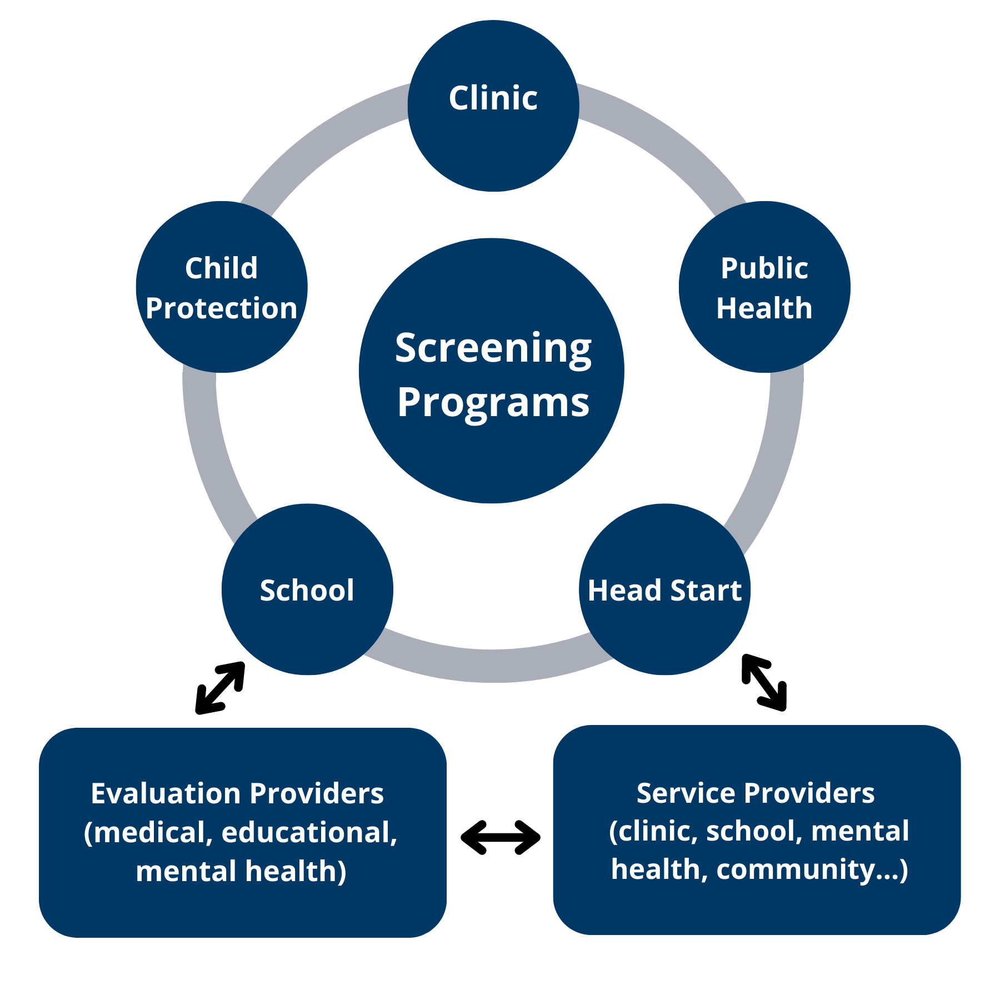 Clinic
Child
Protection
Public
Health
Screening
Programs
School
Head Start
Evaluation Providers
(medical, educational,
mental health)
Service Providers
(clinic, school, mental
health, community...)